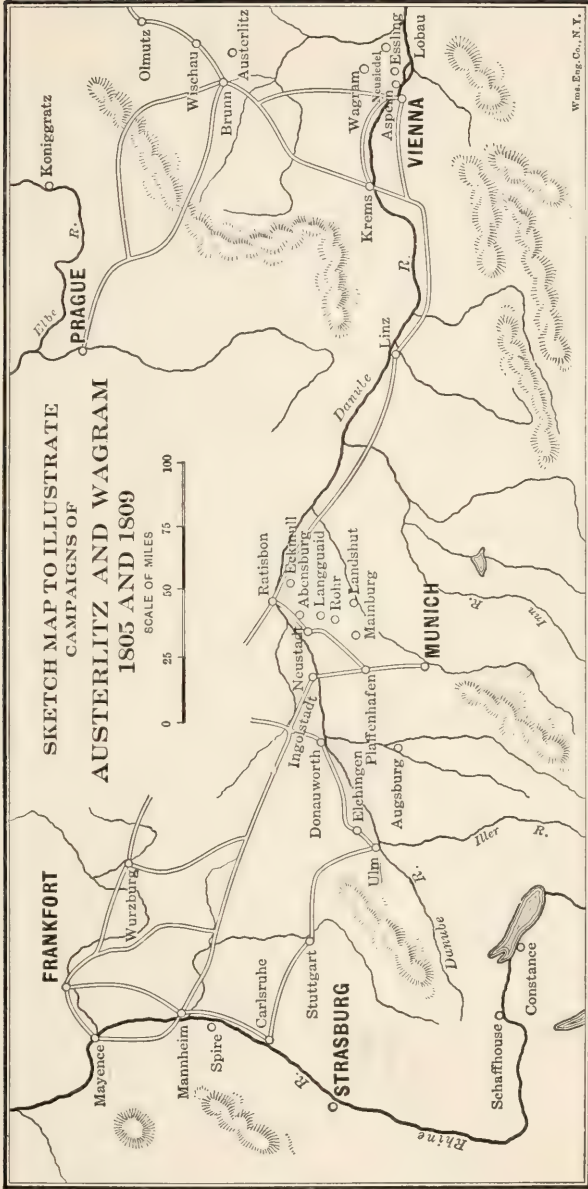 SKETCH MAP TO ILLUSTRATE
CAMPAIGNS OF
AUSTERLITZ AND WAGRAM
1805 AND 1809
SCALE OF MILES
0 25 50 75 100
FRANKFORT
Mayence
Wurzburg
Mannheim
Spire
Carlsruhe
Stuttgart
R.
STRASBURG
Rhine
Schaffhouse
Constance
Danube
R.
Ulm
Elchingen
Iller
R.
Donauworth
Augsburg
Ingolstadt
Pfaffenhafen
MUNICH
Neustadt
Ratisbon
Eckmull
Abensburg
Langguaid
Rohr
Landshut
Mainburg
R.
Inn
Danule
Linz
R.
Krems
Elbe
R.
PRAGUE
Koniggratz
Olmutz
Wischau
Brunn
Austerlitz
Wagram
Neusiedel
Aspern
Essling
Lobau
VIENNA
Wms. Eng. Co., N.Y.